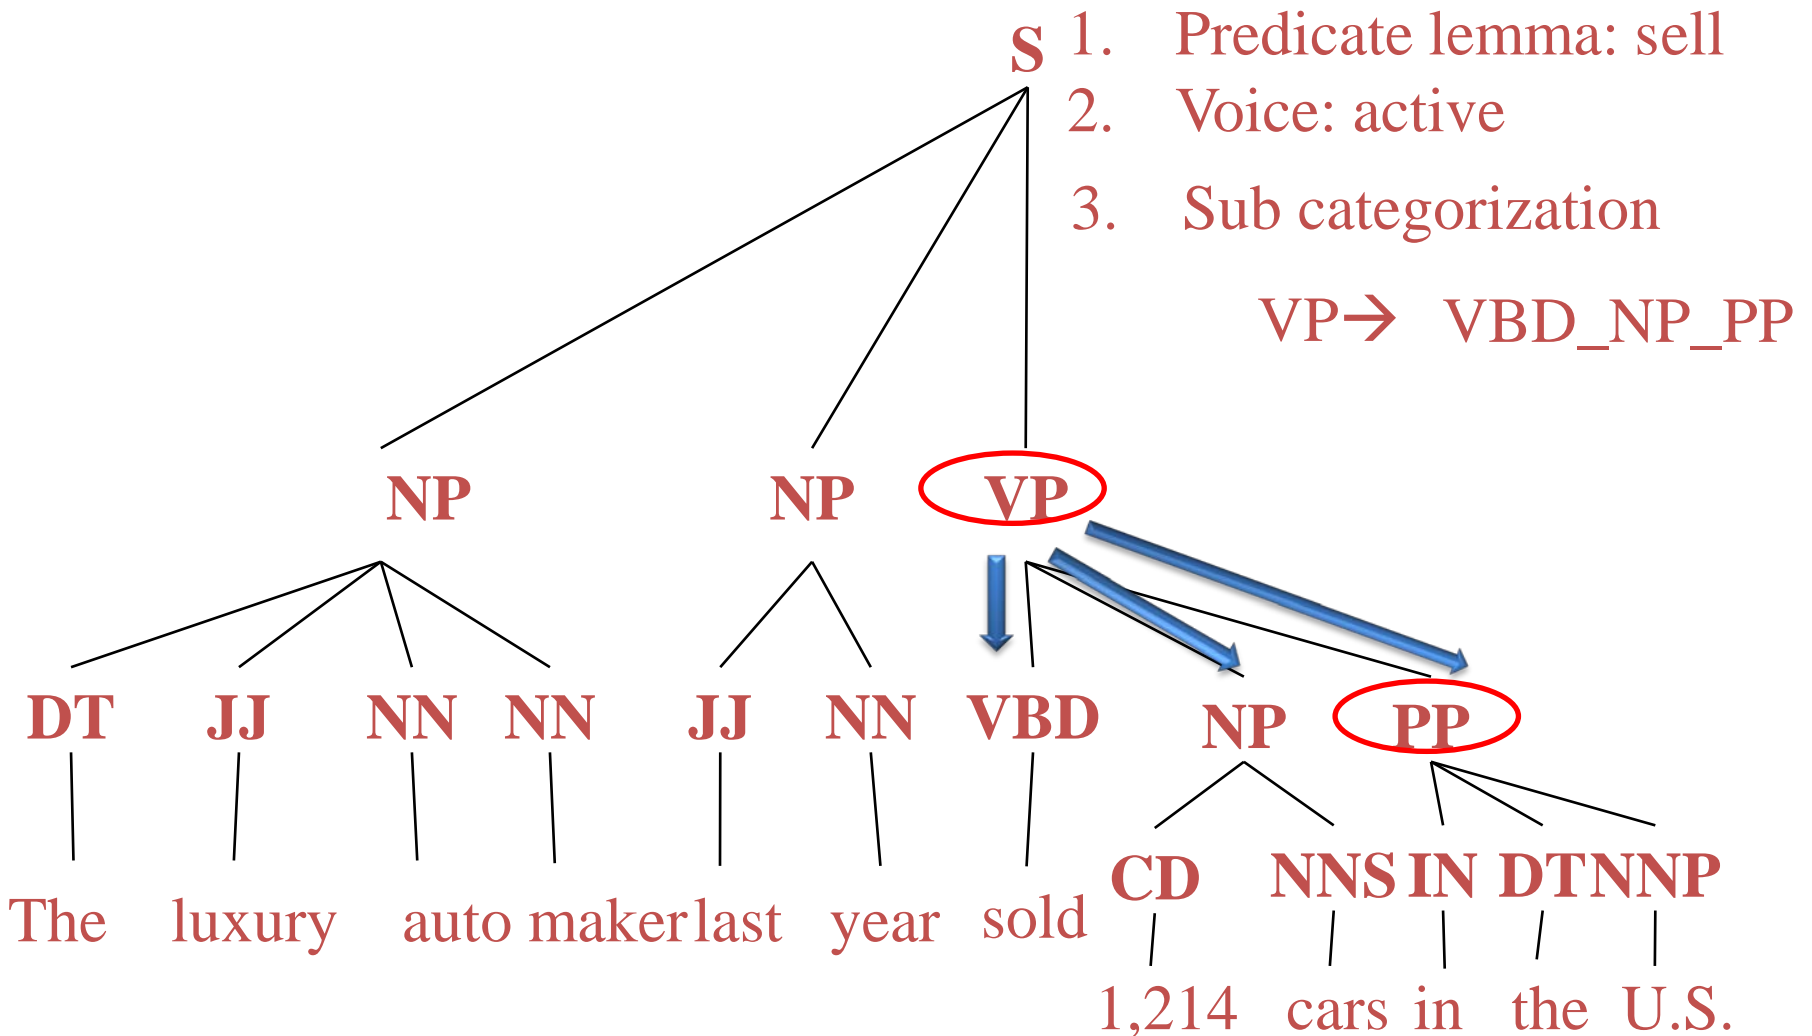 S 1. Predicate lemma: sell
2. Voice: active
3. Sub categorization
VP→ VBD_NP_PP
NP NP VP
DT JJ NN NN JJ NN VBD NP PP
CD NNS IN DT NNP
The luxury auto maker last year sold
1,214 cars in the U.S.